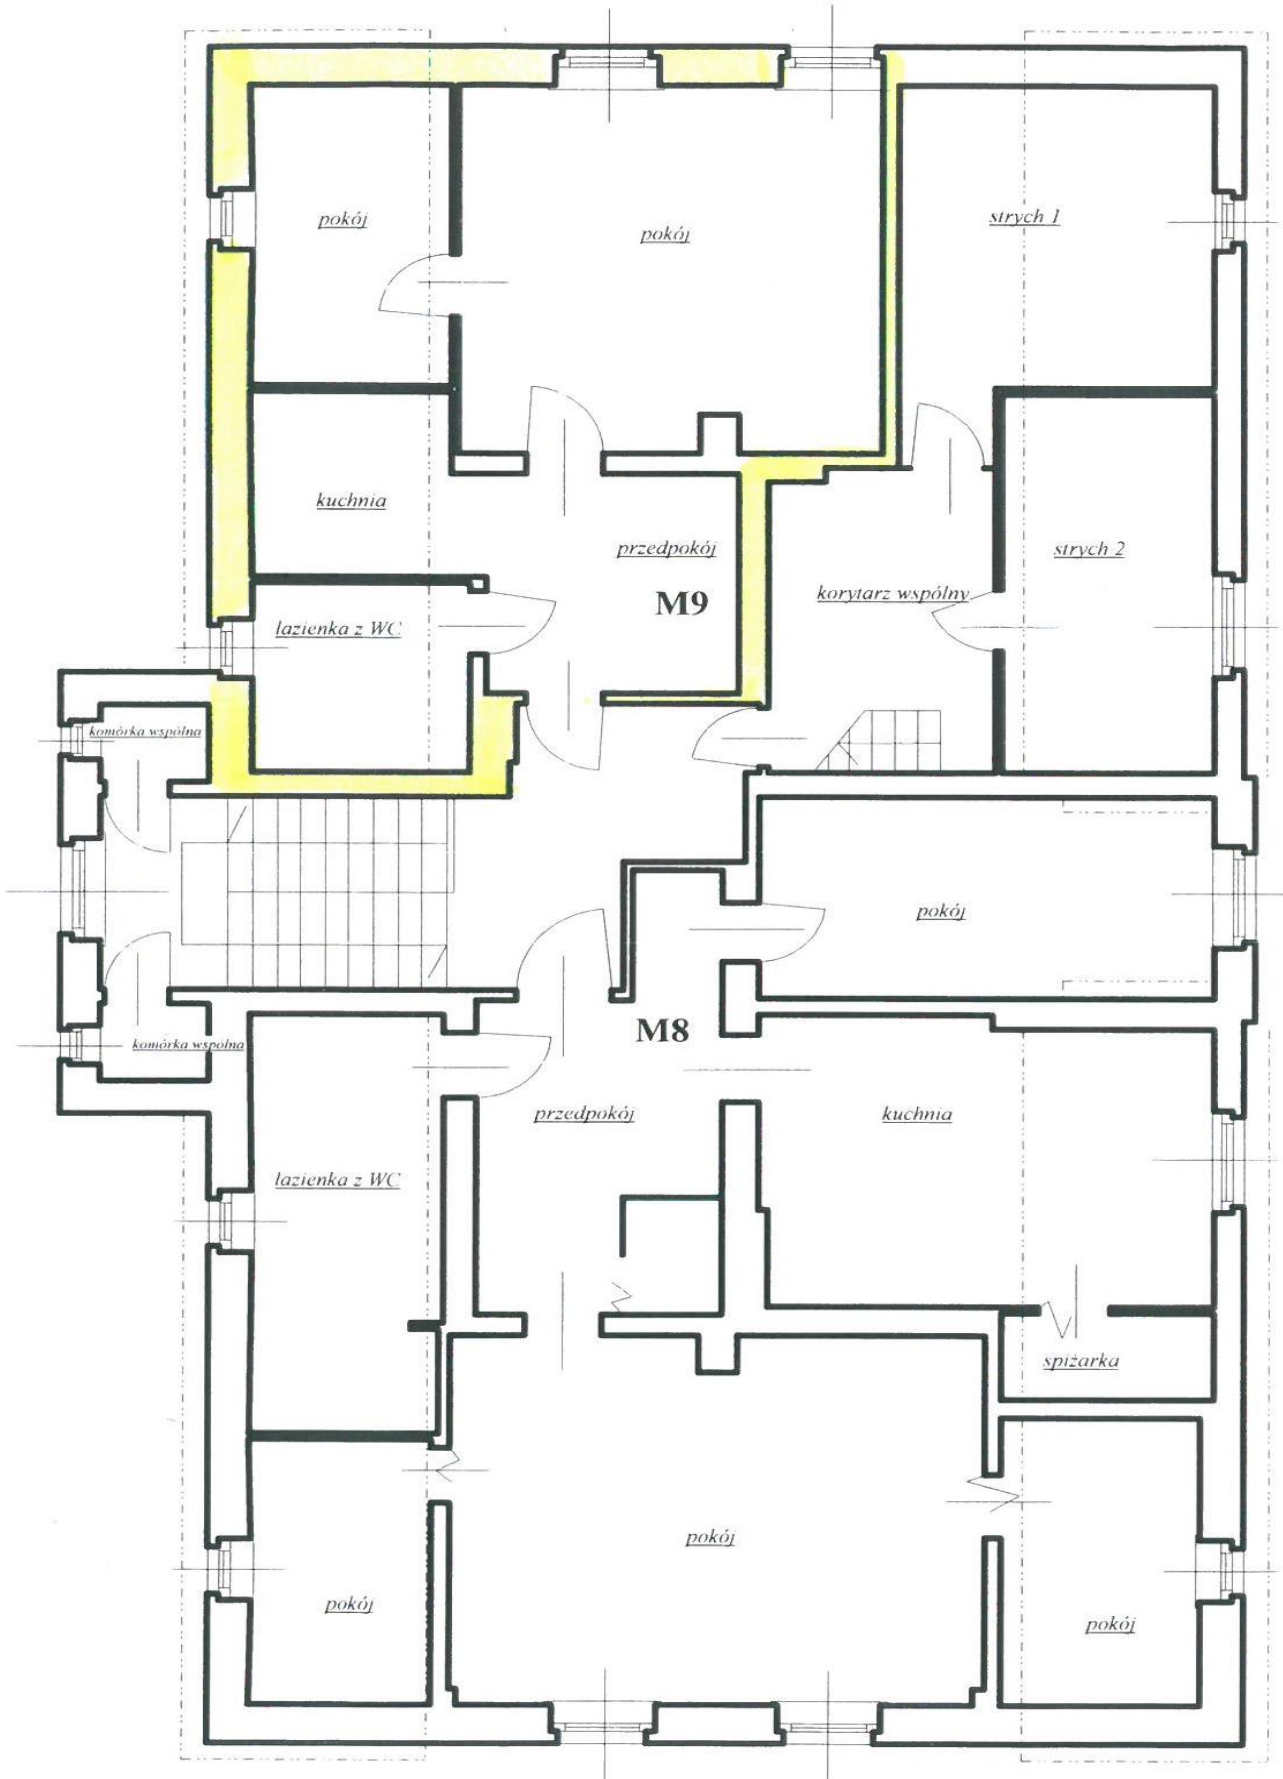 pokój
pokój
strych 1
kuchnia
przedpokój
strych 2
M9
korytarz wspólny
łazienka z WC
komórka wspólna
pokój
M8
komórka wspólna
przedpokój
kuchnia
łazienka z WC
spiżarka
pokój
pokój
pokój